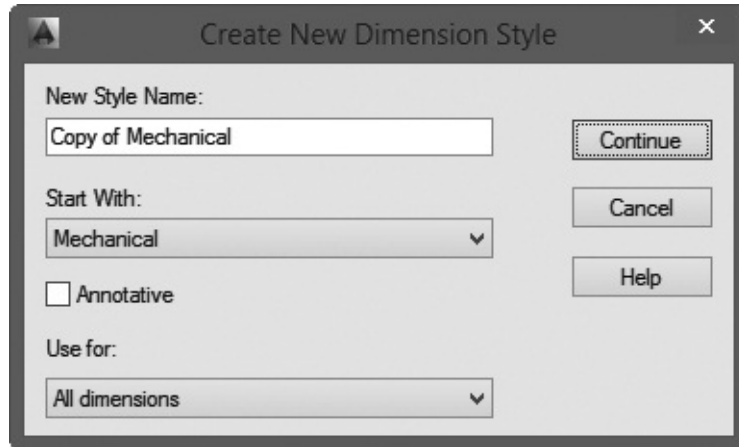 Create New Dimension Style
New Style Name:
Copy of Mechanical
Continue
Start With:
Mechanical
Cancel
Annotative
Help
Use for:
All dimensions